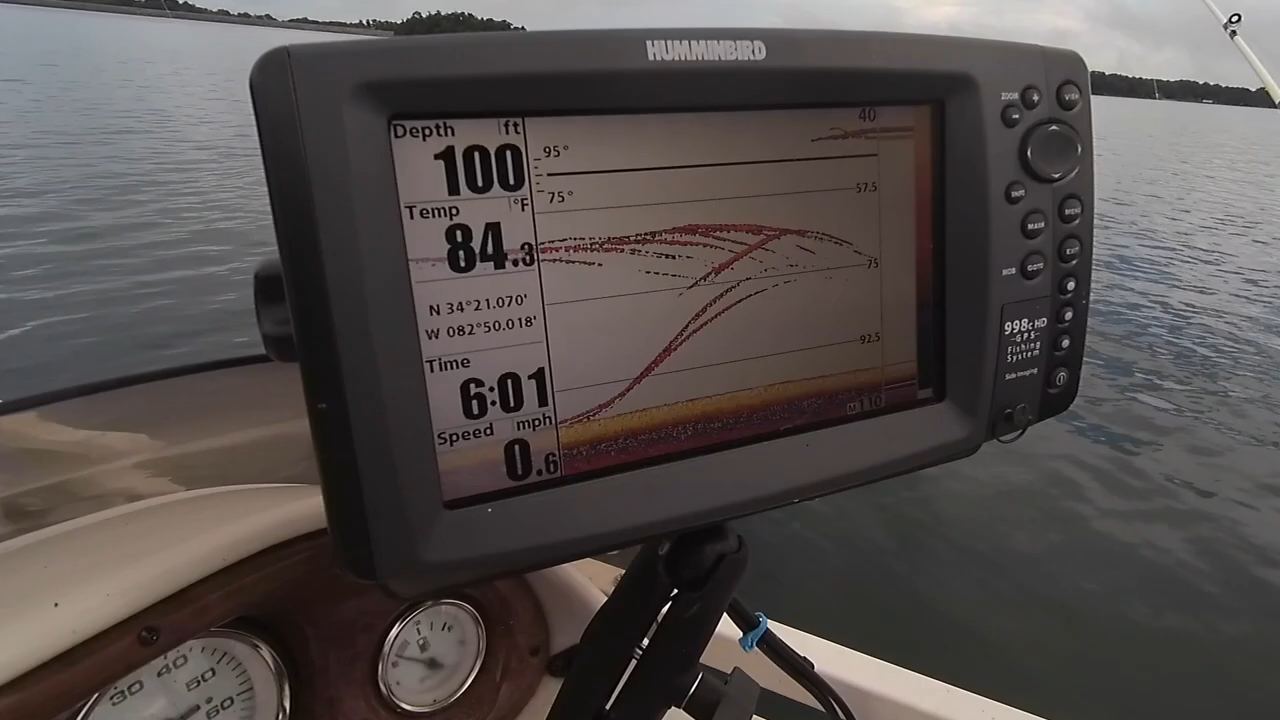 HUMMINBIRD
Depth ft
100
Temp °F
84.3
N 34°21.070'
W 082°50.018'
Time
6:01
Speed mph
0.6
95°
75°
40
57.5
75
92.5
M 110
ZOOM
+
-
VIEW
INFO
MENU
MAIN
EXIT
MOB GOTO
998c HD
-GPS-
Fishing
System
Side Imaging
30 40 50 60